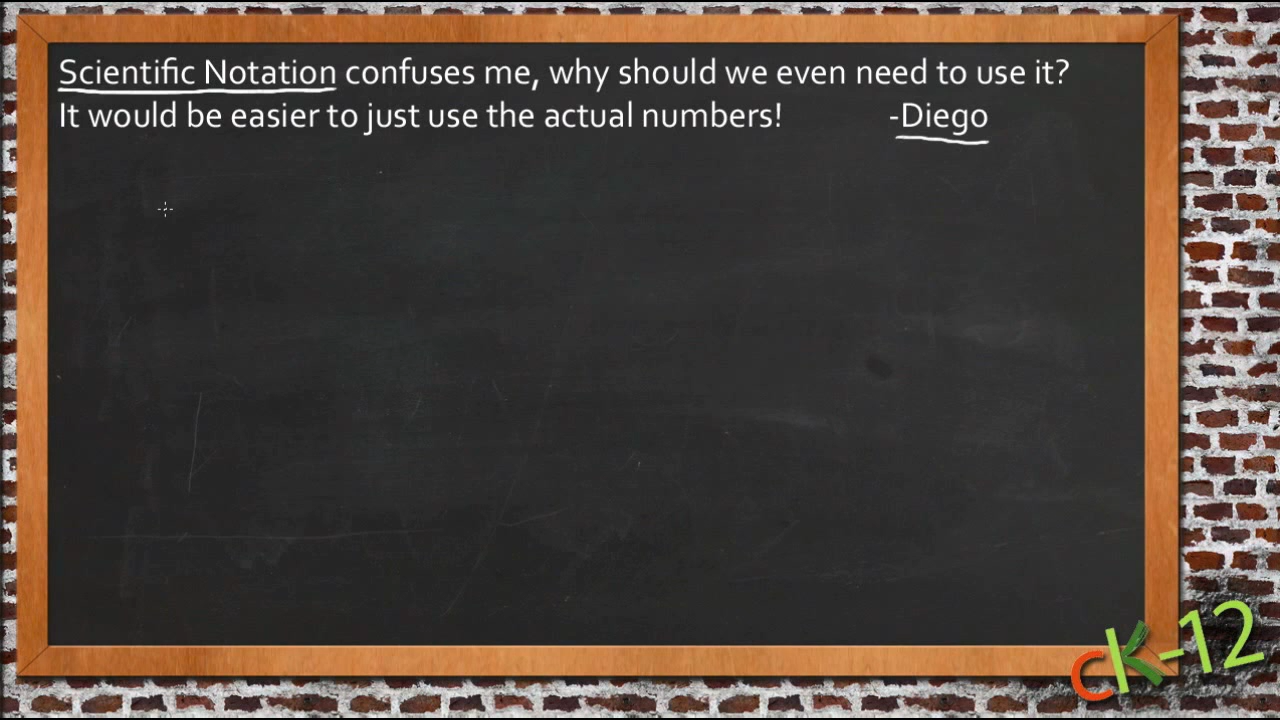 Scientific Notation confuses me, why should we even need to use it?
It would be easier to just use the actual numbers! -Diego
cK-12